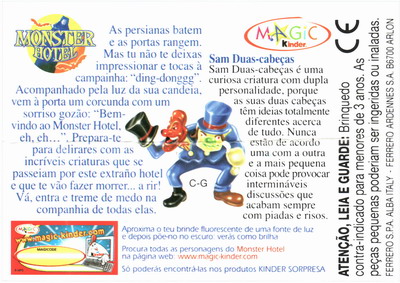 MONSTER
HOTEL
As persianas batem
e as portas rangem.
Mas tu não te deixas
impressionar e tocas à
campainha: “ding-donggg”.
Acompanhado pela luz da sua candeia,
vem à porta um corcunda com um
sorriso gozão: “Bem-
vindo ao Monster Hotel,
eh, eh…”. Prepara-te
para delirares com as
incríveis criaturas que se
passeiam por este extraño hotel
e que te vão fazer morrer... a rir!
Vá, entra e treme de medo na
companhia de todas elas.
MAGIC
Kinder
Sam Duas-cabeças
Sam Duas-cabeças é uma
curiosa criatura com dupla
personalidade, porque
as suas duas cabeças
têm ideias totalmente
diferentes acerca
de tudo. Nunca
estão de acordo
uma com a outra e
a mais pequena
coisa pode provocar
intermináveis
discussões que
acabam sempre
com piadas e risos.
C-G
MAGIC
www.magic-kinder.com
MAGICODE
Aproxima o teu brinde fluorescente de uma fonte de luz
e depois põe-no no escuro: verás como brilha
Procura todas as personagens do Monster Hotel
na página web: www.magic-kinder.com
Só poderás encontrá-las nos produtos KINDER SORPRESA
CE
ATENÇÃO, LEIA E GUARDE: Brinquedo
contra-indicado para menores de 3 anos. As
peças pequenas poderiam ser ingeridas ou inaladas.
FERRERO S.P.A. ALBA ITALY - FERRERO ARDENNES S.A. B6700 ARLON